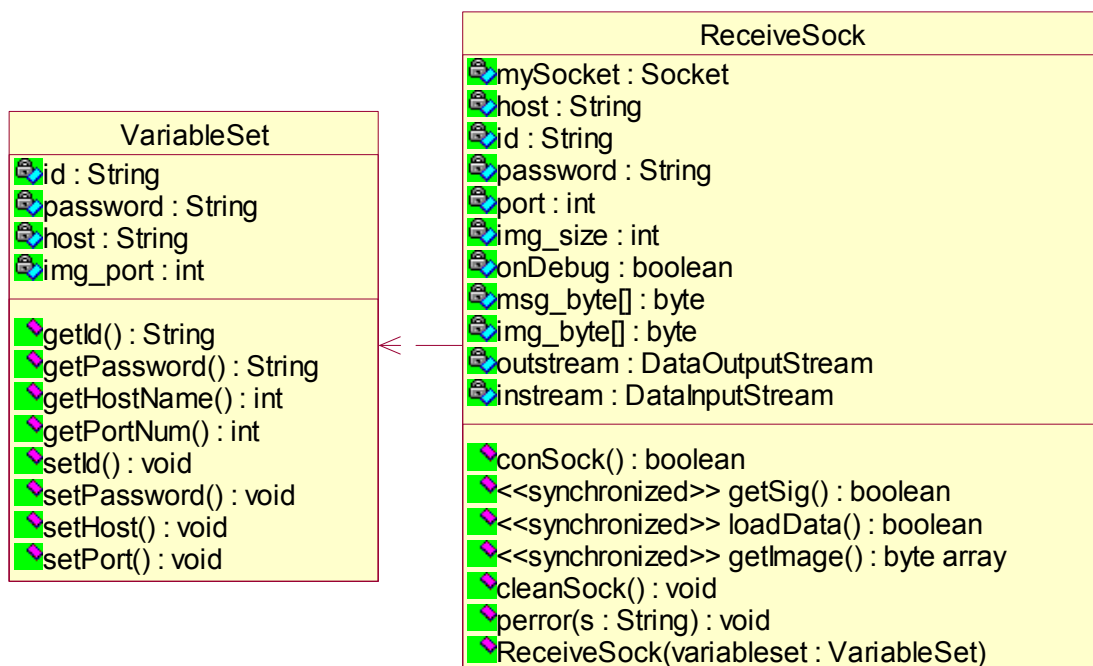 VariableSet
id : String
password : String
host : String
img_port : int
getId() : String
getPassword() : String
getHostName() : int
getPortNum() : int
setId() : void
setPassword() : void
setHost() : void
setPort() : void
ReceiveSock
mySocket : Socket
host : String
id : String
password : String
port : int
img_size : int
onDebug : boolean
msg_byte[] : byte
img_byte[] : byte
outstream : DataOutputStream
instream : DataInputStream
conSock() : boolean
<<synchronized>> getSig() : boolean
<<synchronized>> loadData() : boolean
<<synchronized>> getImage() : byte array
cleanSock() : void
perror(s : String) : void
ReceiveSock(variableset : VariableSet)